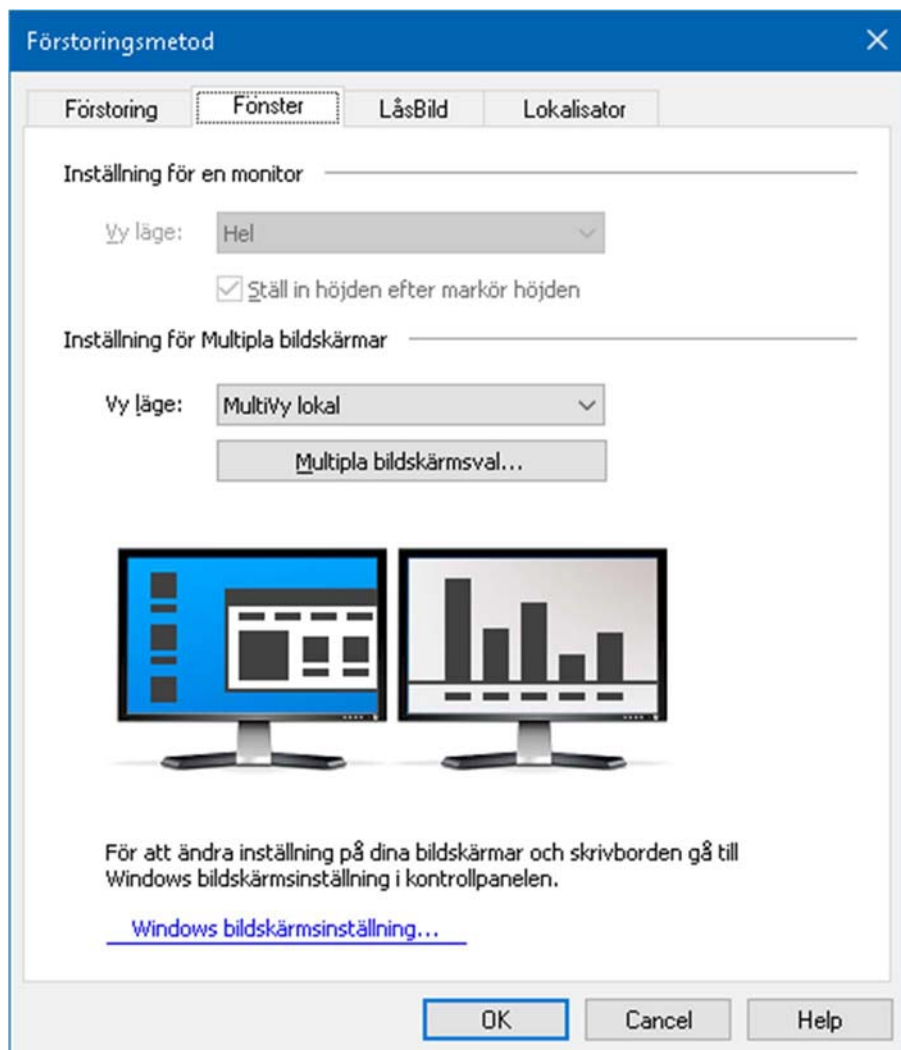 Förstoringsmetod
Förstoring Fönster LåsBild Lokalisator
Inställning för en monitor
Vy läge: Hel
Ställ in höjden efter markör höjden
Inställning för Multipla bildskärmar
Vy läge: MultiVy lokal
Multipla bildskärmsval...
För att ändra inställning på dina bildskärmar och skrivborden gå till
Windows bildskärmsinställning i kontrollpanelen.
Windows bildskärmsinställning...
OK Cancel Help